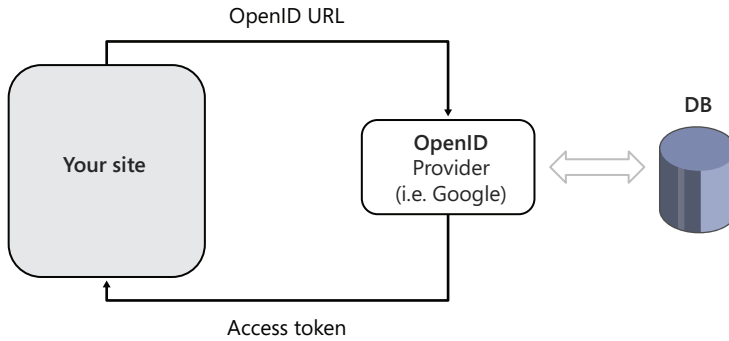 OpenID URL
DB
Your site
OpenID
Provider
(i.e. Google)
Access token